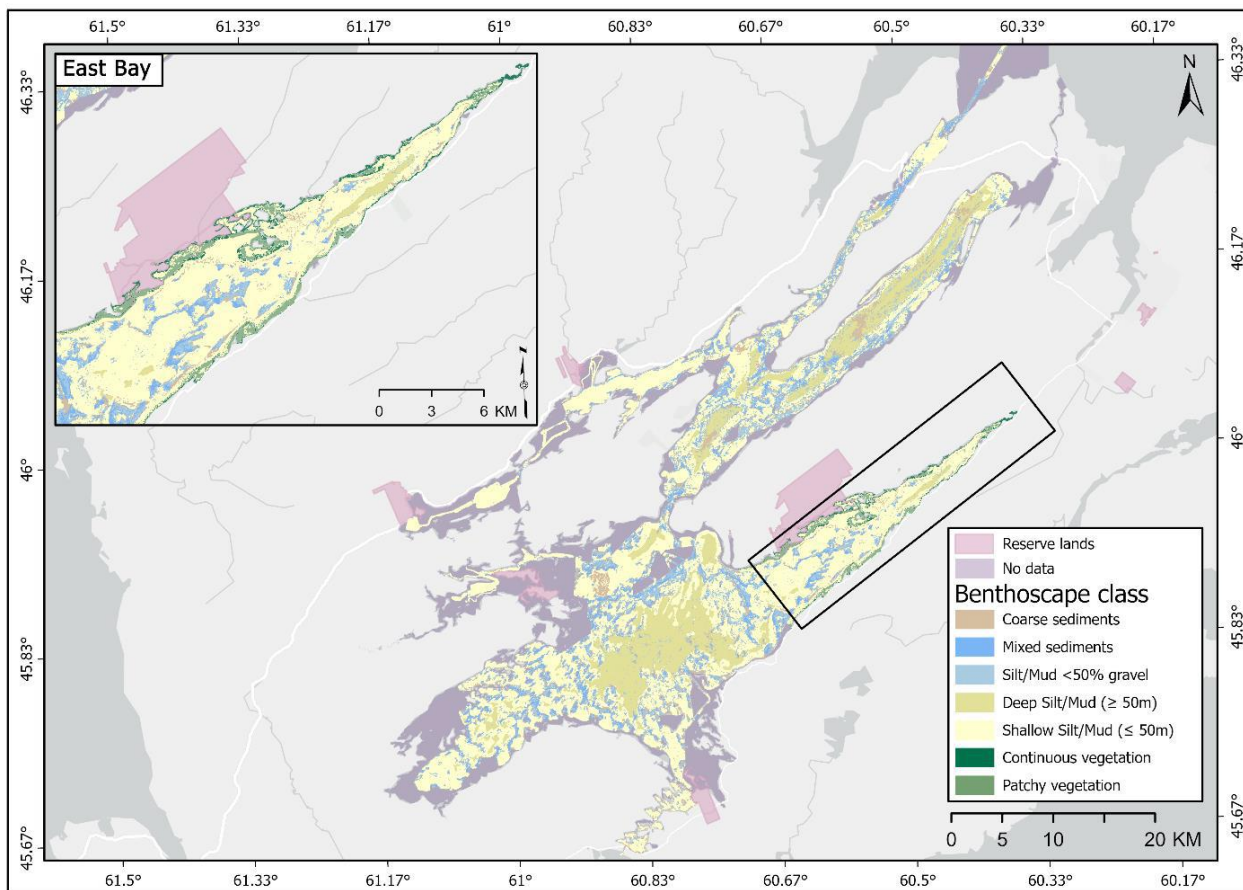 61.5° 61.33° 61.17° 61° 60.83° 60.67° 60.5° 60.33° 60.17°
East Bay
N
46.33° 46.33°
46.17° 46.17°
46° 46°
45.83° 45.83°
45.67° 45.67°
0 3 6 KM
Reserve lands
No data
Benthoscape class
Coarse sediments
Mixed sediments
Silt/Mud <50% gravel
Deep Silt/Mud (≥ 50m)
Shallow Silt/Mud (≤ 50m)
Continuous vegetation
Patchy vegetation
0 5 10 20 KM
61.5° 61.33° 61.17° 61° 60.83° 60.67° 60.5° 60.33° 60.17°